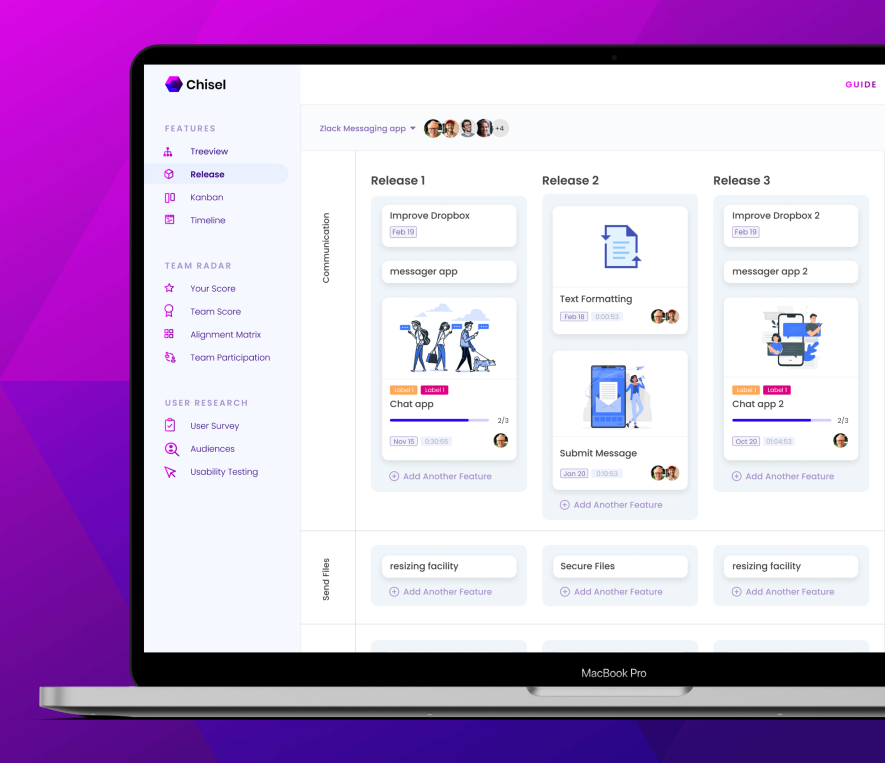 Chisel
GUIDE
FEATURES
Treeview
Release
Kanban
Timeline
TEAM RADAR
Your Score
Team Score
Alignment Matrix
Team Participation
USER RESEARCH
User Survey
Audiences
Usability Testing
Zlack Messaging app
+4
Communication
Release 1
Improve Dropbox
Feb 19
messager app
Label 1 Label 1
Chat app
2/3
Nov 15 0:30:55
Add Another Feature
Release 2
Text Formatting
Feb 18 0:00:53
Submit Message
Jan 20 0:10:53
Add Another Feature
Release 3
Improve Dropbox 2
Feb 19
messager app 2
Label 1 Label 1
Chat app 2
2/3
Oct 20 01:04:53
Add Another Feature
Send Files
resizing facility
Add Another Feature
Secure Files
Add Another Feature
resizing facility
Add Another Feature
MacBook Pro